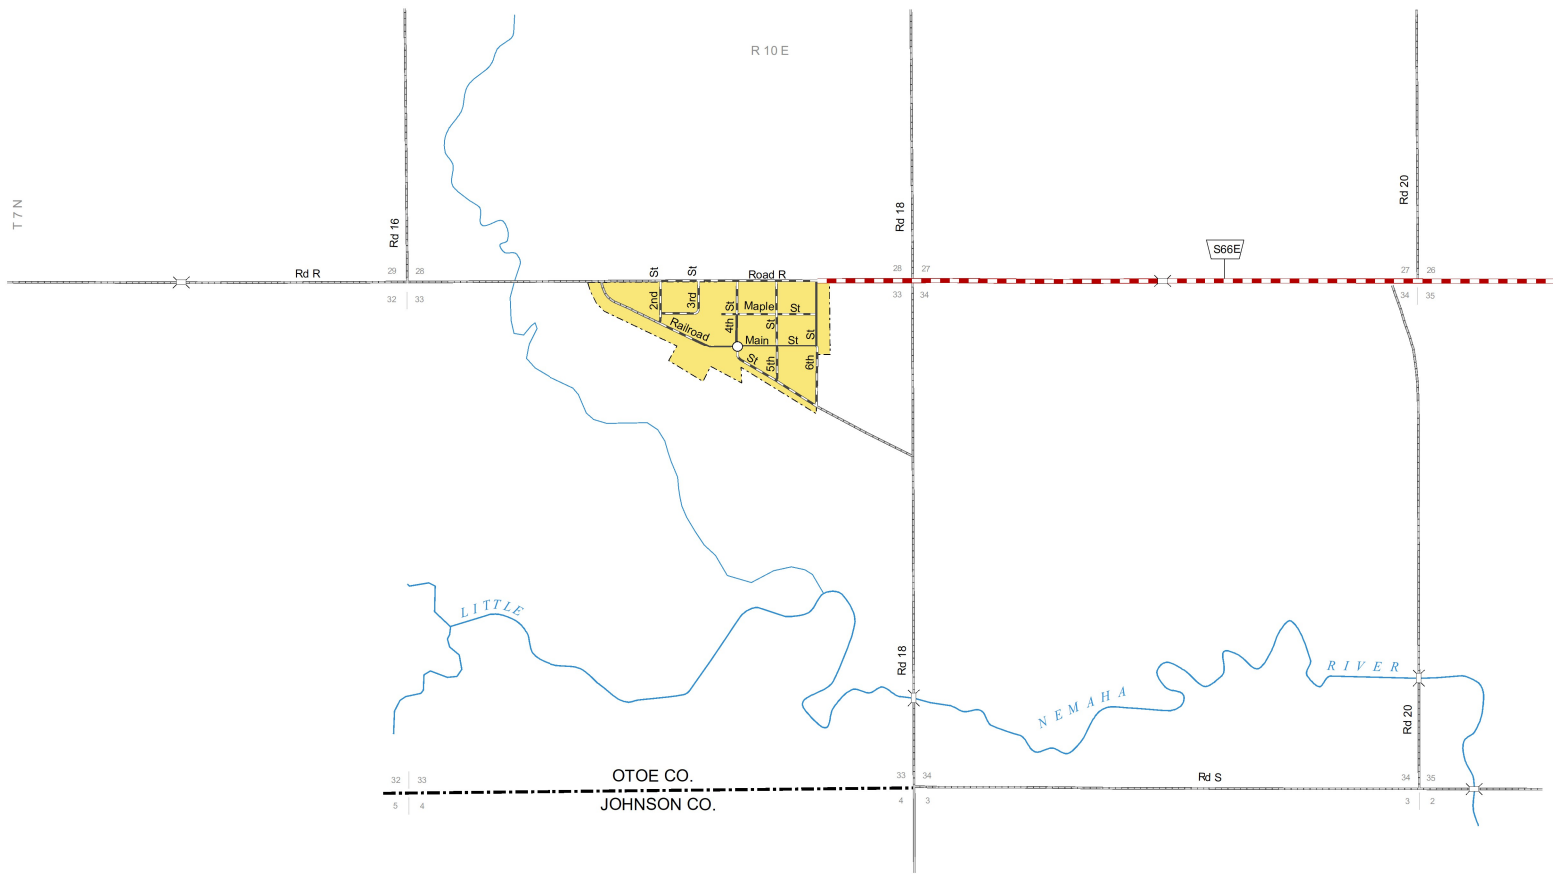 R 10 E
T 7 N
Rd 16
Rd 18
Rd 20
S66E
Rd R
29 28
32 33
St
St
Road R
28 27
33 34
27 26
34 35
2nd
3rd
4th St
Maple St
St
Railroad
Main St
St
5th
6th St
LITTLE
NEMAHA
RIVER
Rd 18
Rd 20
OTOE CO.
JOHNSON CO.
Rd S
32 33
5 4
33 34
4 3
34 35
3 2